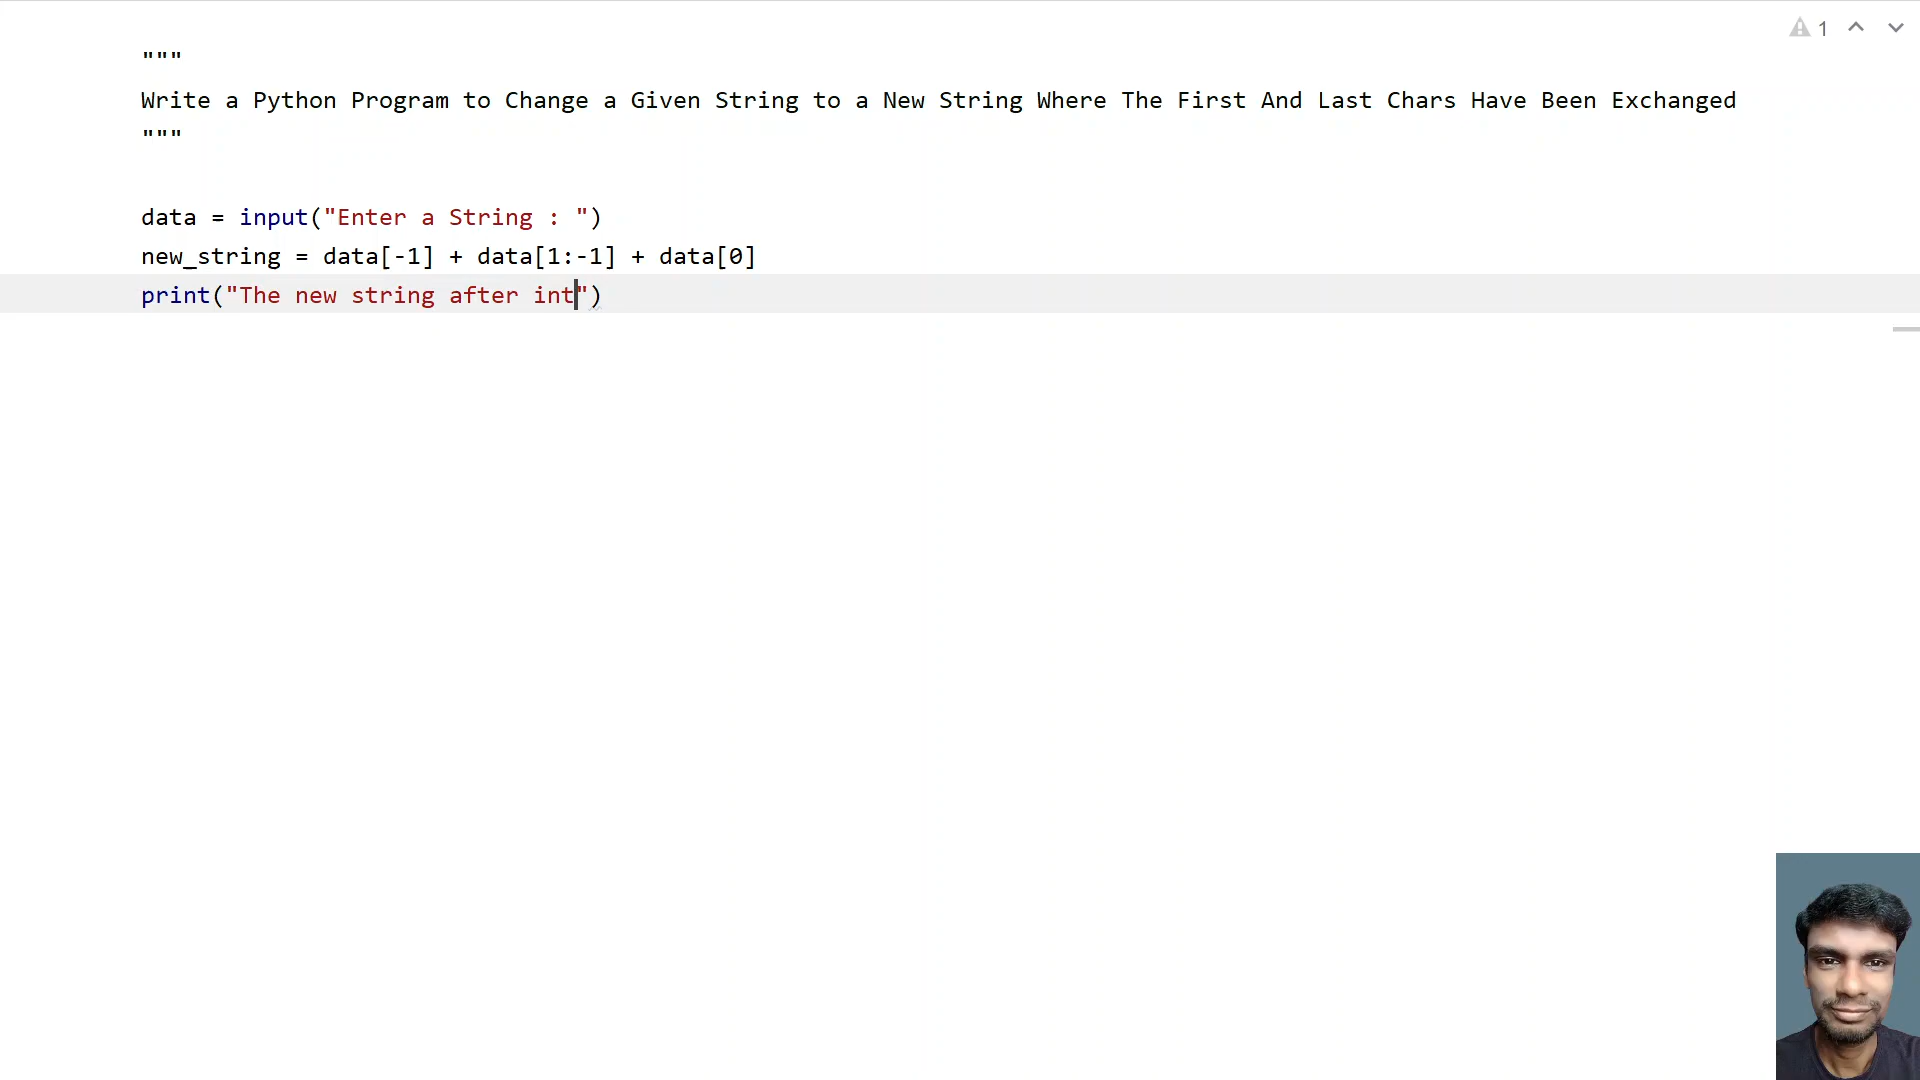 1
"""
Write a Python Program to Change a Given String to a New String Where The First And Last Chars Have Been Exchanged
"""
data = input("Enter a String : ")
new_string = data[-1] + data[1:-1] + data[0]
print("The new string after int")